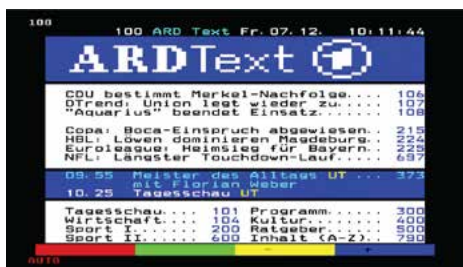 100
100 ARD Text Fr. 07. 12. 10:11:44
ARDText 1
CDU bestimmt Merkel-Nachfolge.... 106
DTrend: Union legt wieder zu..... 107
"Aquarius" beendet Einsatz....... 108
Copa: Boca-Einspruch abgewiesen.. 215
HBL: Löwen dominieren Magdeburg.. 224
Euroleague: Heimsieg für Bayern.. 225
NFL: Längster Touchdown-Lauf..... 697
09.55 Meister des Alltags UT ... 373
mit Florian Weber
10.25 Tagesschau UT
Tagesschau.... 101 Programm..... 300
Wirtschaft.... 104 Kultur....... 400
Sport I....... 200 Ratgeber..... 500
Sport II...... 600 Inhalt (A-Z). 790
- +
AUTO